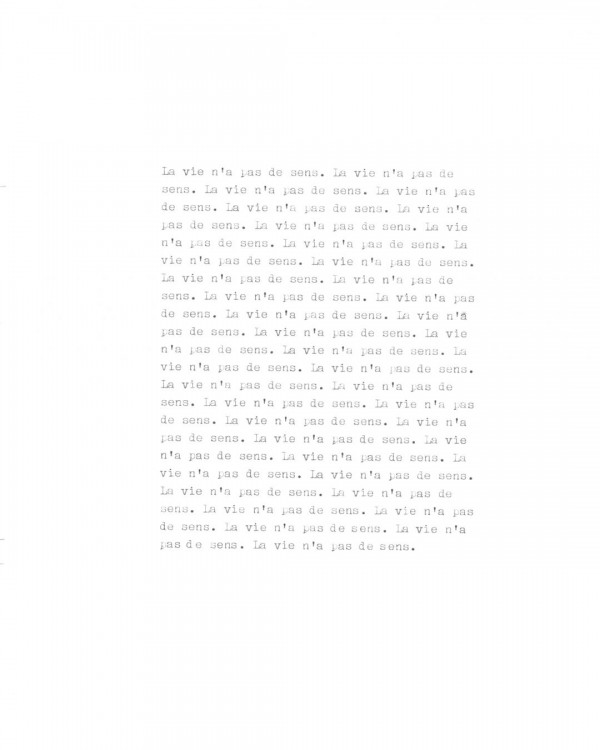 La vie n'a pas de sens. La vie n'a pas de
sens. La vie n'a pas de sens. La vie n'a pas
de sens. La vie n'a pas de sens. La vie n'a
pas de sens. La vie n'a pas de sens. La vie
n'a pas de sens. La vie n'a pas de sens. La
vie n'a pas de sens. La vie n'a pas de sens.
La vie n'a pas de sens. La vie n'a pas de
sens. La vie n'a pas de sens. La vie n'a pas
de sens. La vie n'a pas de sens. La vie n'a
pas de sens. La vie n'a pas de sens. La vie
n'a pas de sens. La vie n'a pas de sens. La
vie n'a pas de sens. La vie n'a pas de sens.
La vie n'a pas de sens. La vie n'a pas de
sens. La vie n'a pas de sens. La vie n'a pas
de sens. La vie n'a pas de sens. La vie n'a
pas de sens. La vie n'a pas de sens. La vie
n'a pas de sens. La vie n'a pas de sens. La
vie n'a pas de sens. La vie n'a pas de sens.
La vie n'a pas de sens. La vie n'a pas de
sens. La vie n'a pas de sens. La vie n'a pas
de sens. La vie n'a pas de sens. La vie n'a
pas de sens. La vie n'a pas de sens.